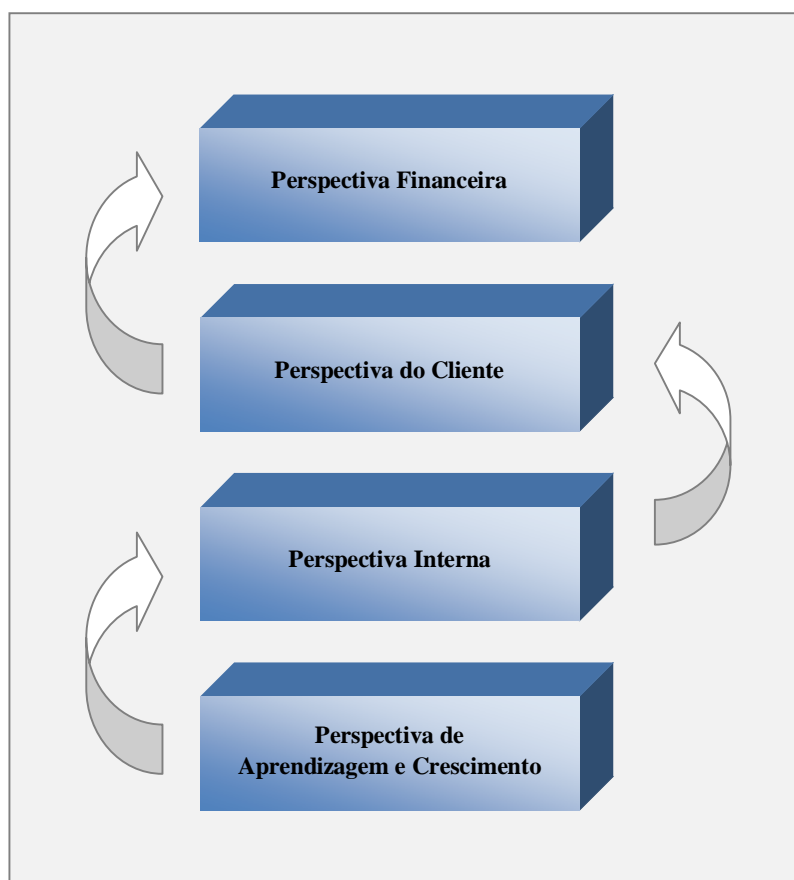 Perspectiva Financeira
Perspectiva do Cliente
Perspectiva Interna
Perspectiva de
Aprendizagem e Crescimento